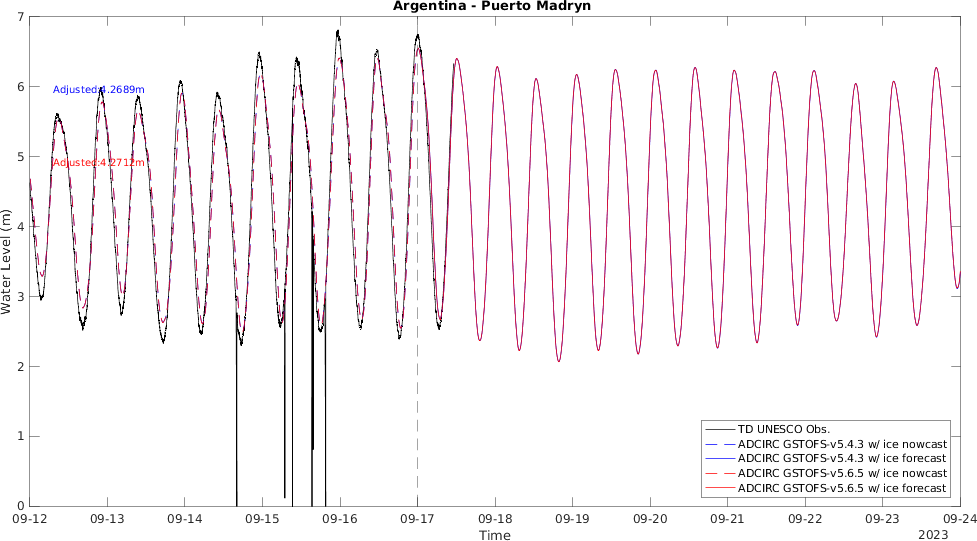 Argentina - Puerto Madryn
7
6
5
4
3
2
1
0
Water Level (m)
Adjusted:4.2689m
Adjusted:4.2712m
TD UNESCO Obs.
ADCIRC GSTOFS-v5.4.3 w/ ice nowcast
ADCIRC GSTOFS-v5.4.3 w/ ice forecast
ADCIRC GSTOFS-v5.6.5 w/ ice nowcast
ADCIRC GSTOFS-v5.6.5 w/ ice forecast
09-12 09-13 09-14 09-15 09-16 09-17 09-18 09-19 09-20 09-21 09-22 09-23 09-24
Time
2023